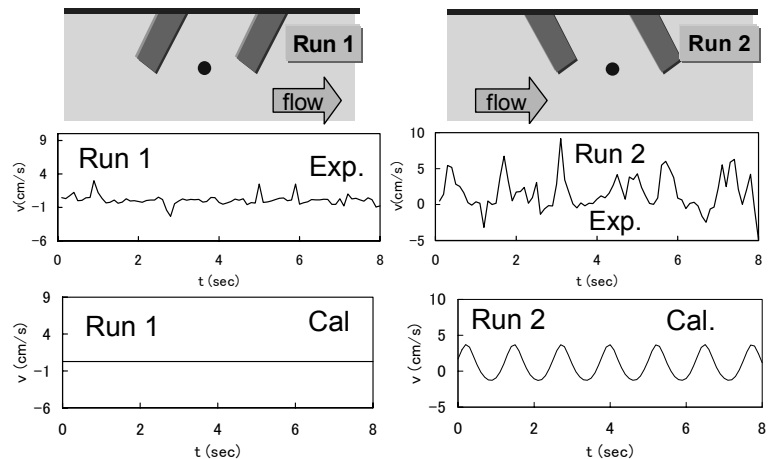 Run 1
flow
Run 2
flow
9
4
-1
-6
v(cm/s)
Run 1
Exp.
0 2 4 6 8
t (sec)
10
5
0
-5
v(cm/s)
Run 2
Exp.
0 2 4 6 8
t (sec)
9
4
-1
-6
v (cm/s)
Run 1
Cal
0 2 4 6 8
t (sec)
10
5
0
-5
v (cm/s)
Run 2
Cal.
0 2 4 6 8
t (sec)